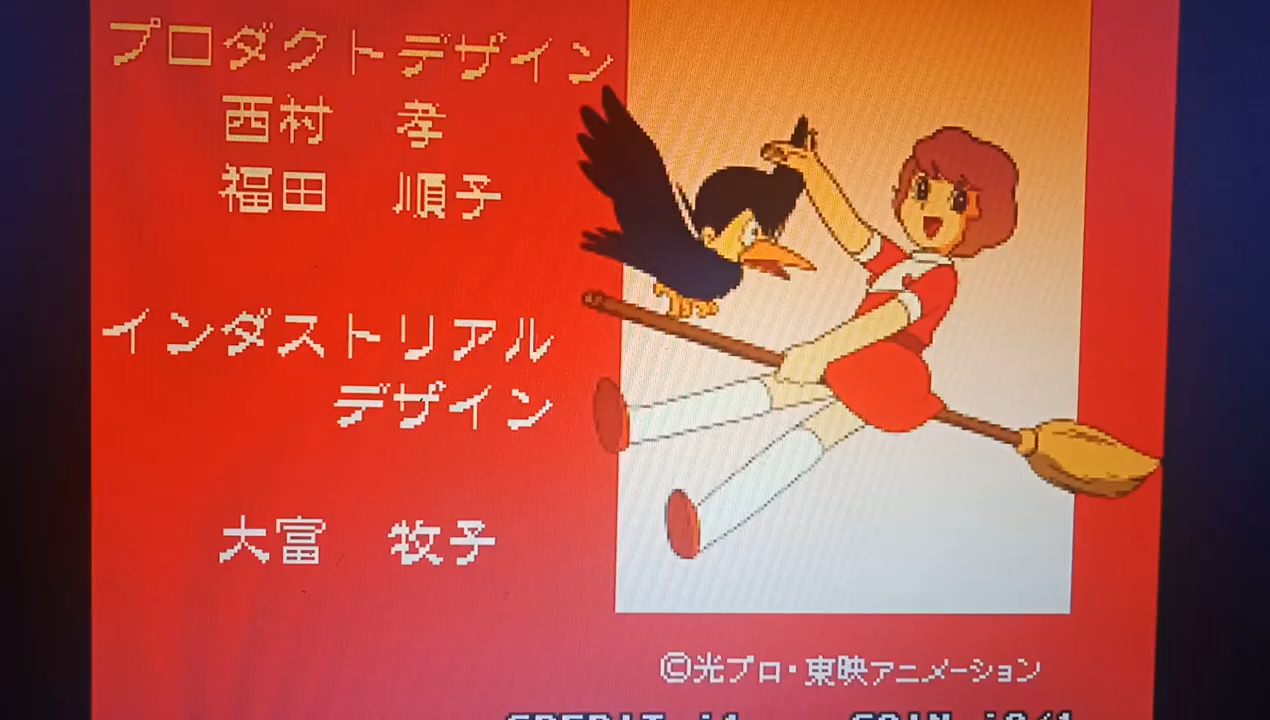 プロダクトデザイン
西村 孝
福田 順子
インダストリアル
デザイン
大富 牧子
©光プロ・東映アニメーション